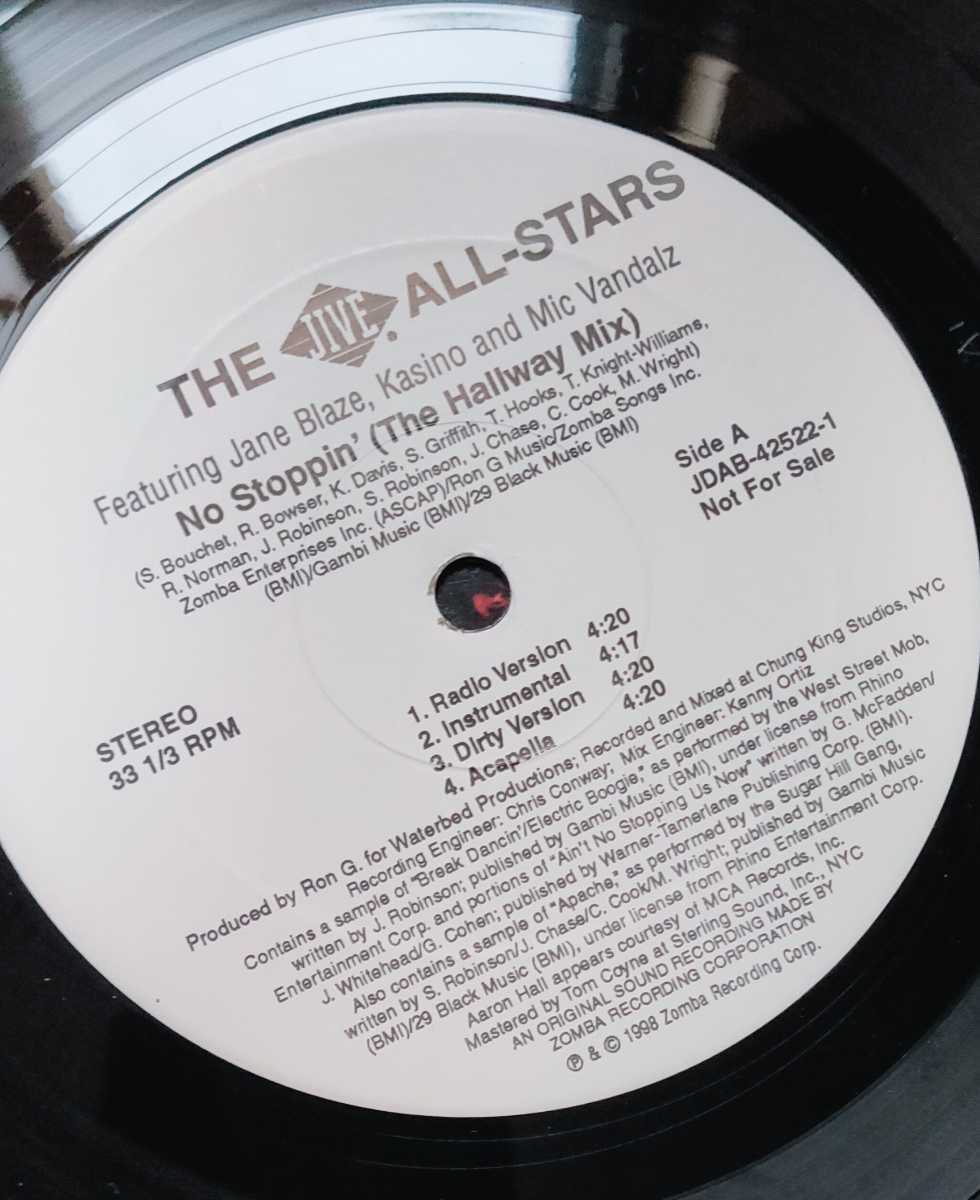 THE JIVE. ALL-STARS
Featuring Jane Blaze, Kasino and Mic Vandalz
No Stoppin' (The Hallway Mix)
(S. Bouchet, R. Bowser, K. Davis, S. Griffith, T. Hooks, T. Knight-Williams,
R. Norman, J. Robinson, S. Robinson, J. Chase, C. Cook, M. Wright)
Zomba Enterprises Inc. (ASCAP)/Ron G Music/Zomba Songs Inc.
(BMI)/Gambi Music (BMI)/29 Black Music (BMI)
Side A
JDAB-42522-1
Not For Sale
STEREO
33 1/3 RPM
1. Radio Version 4:20
2. Instrumental 4:17
3. Dirty Version 4:20
4. Acapella 4:20
Produced by Ron G. for Waterbed Productions; Recorded and Mixed at Chung King Studios, NYC
Recording Engineer: Chris Conway; Mix Engineer: Kenny Ortiz
Contains a sample of "Break Dancin'/Electric Boogie," as performed by the West Street Mob,
written by J. Robinson; published by Gambi Music (BMI), under license from Rhino
Entertainment Corp. and portions of "Ain't No Stopping Us Now" written by G. McFadden/
J. Whitehead/G. Cohen; published by Warner-Tamerlane Publishing Corp. (BMI).
Also contains a sample of "Apache," as performed by the Sugar Hill Gang,
written by S. Robinson/J. Chase/C. Cook/M. Wright; published by Gambi Music
(BMI)/29 Black Music (BMI), under license from Rhino Entertainment Corp.
Aaron Hall appears courtesy of MCA Records, Inc.
Mastered by Tom Coyne at Sterling Sound, Inc., NYC
AN ORIGINAL SOUND RECORDING MADE BY
ZOMBA RECORDING CORPORATION
℗ & © 1998 Zomba Recording Corp.